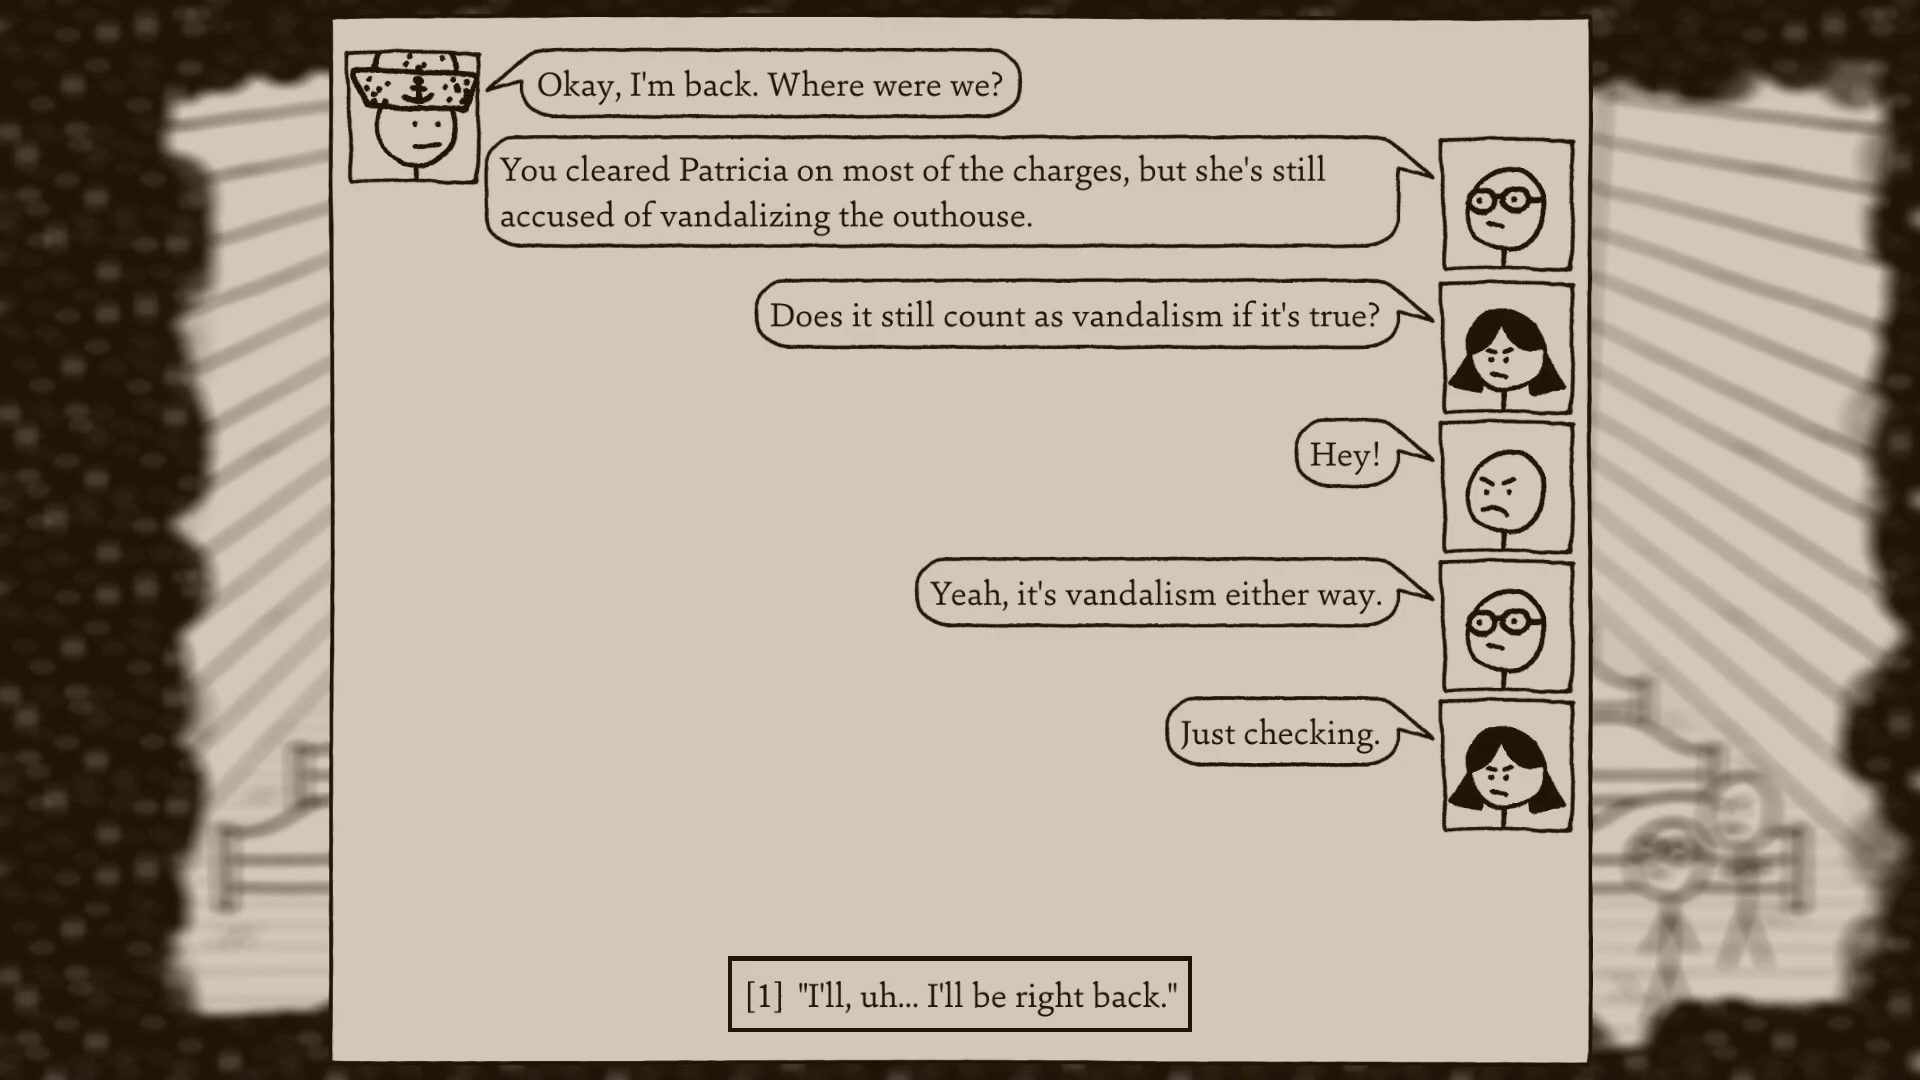 Okay, I'm back. Where were we?
You cleared Patricia on most of the charges, but she's still
accused of vandalizing the outhouse.
Does it still count as vandalism if it's true?
Hey!
Yeah, it's vandalism either way.
Just checking.
[1] "I'll, uh... I'll be right back."